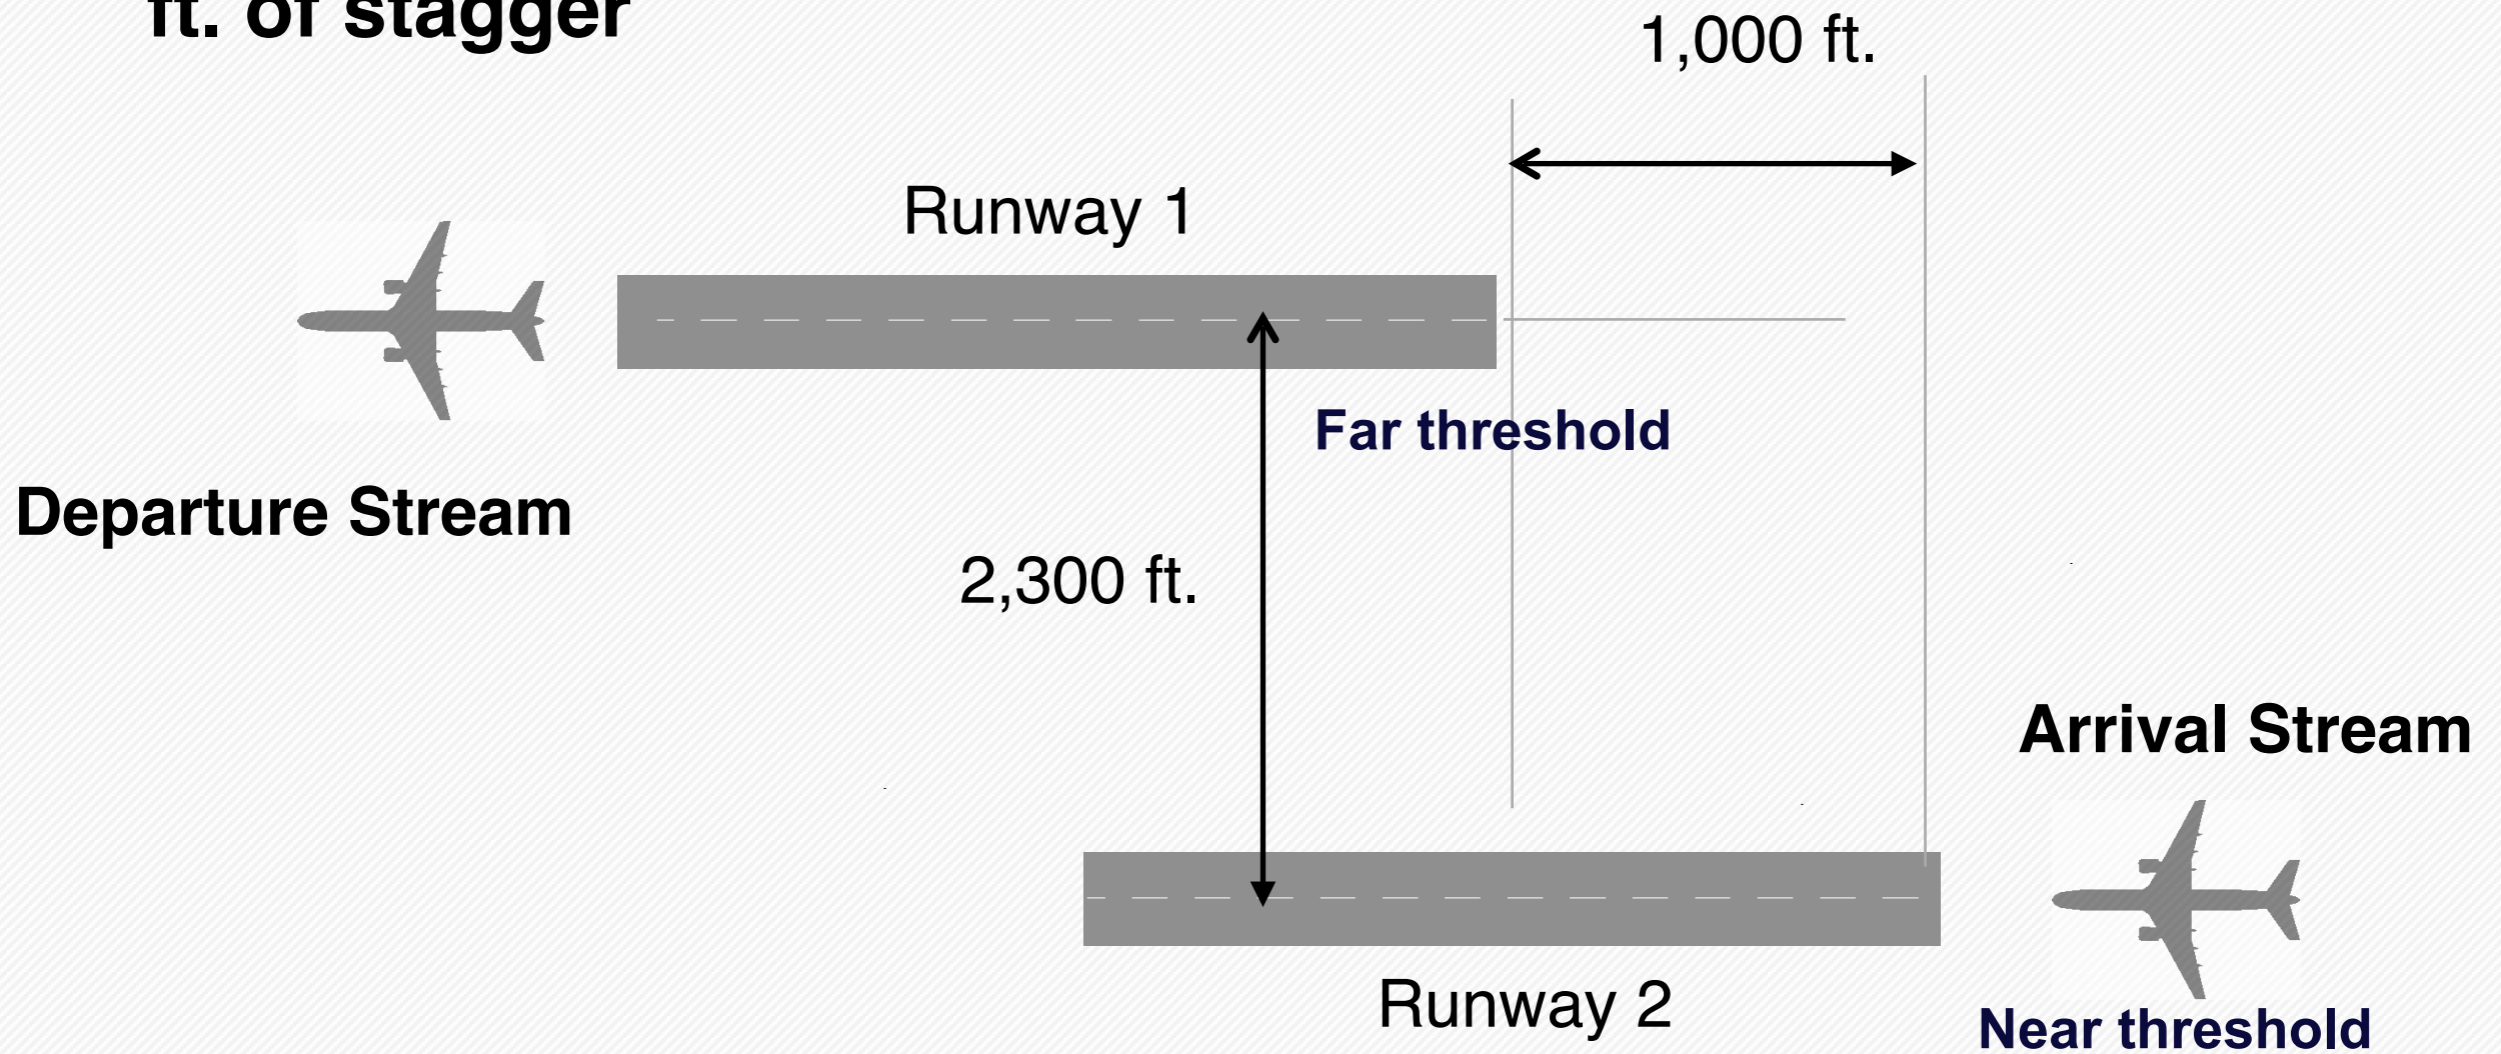 ft. of stagger
1,000 ft.
Runway 1
Far threshold
Departure Stream
2,300 ft.
Arrival Stream
Runway 2
Near threshold